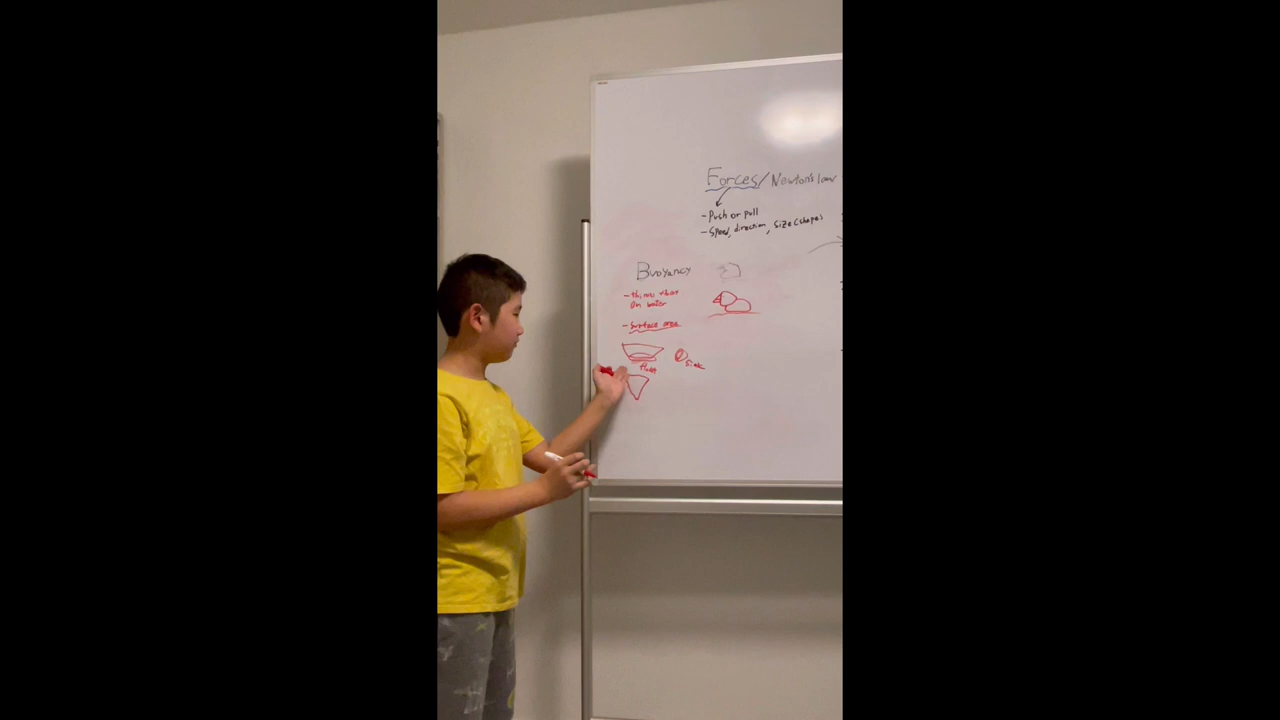 Forces/ Newton's law
- Push or pull
- Speed, direction, size (shape)
Buoyancy
- things float
on water
- Surface area
float
Sink